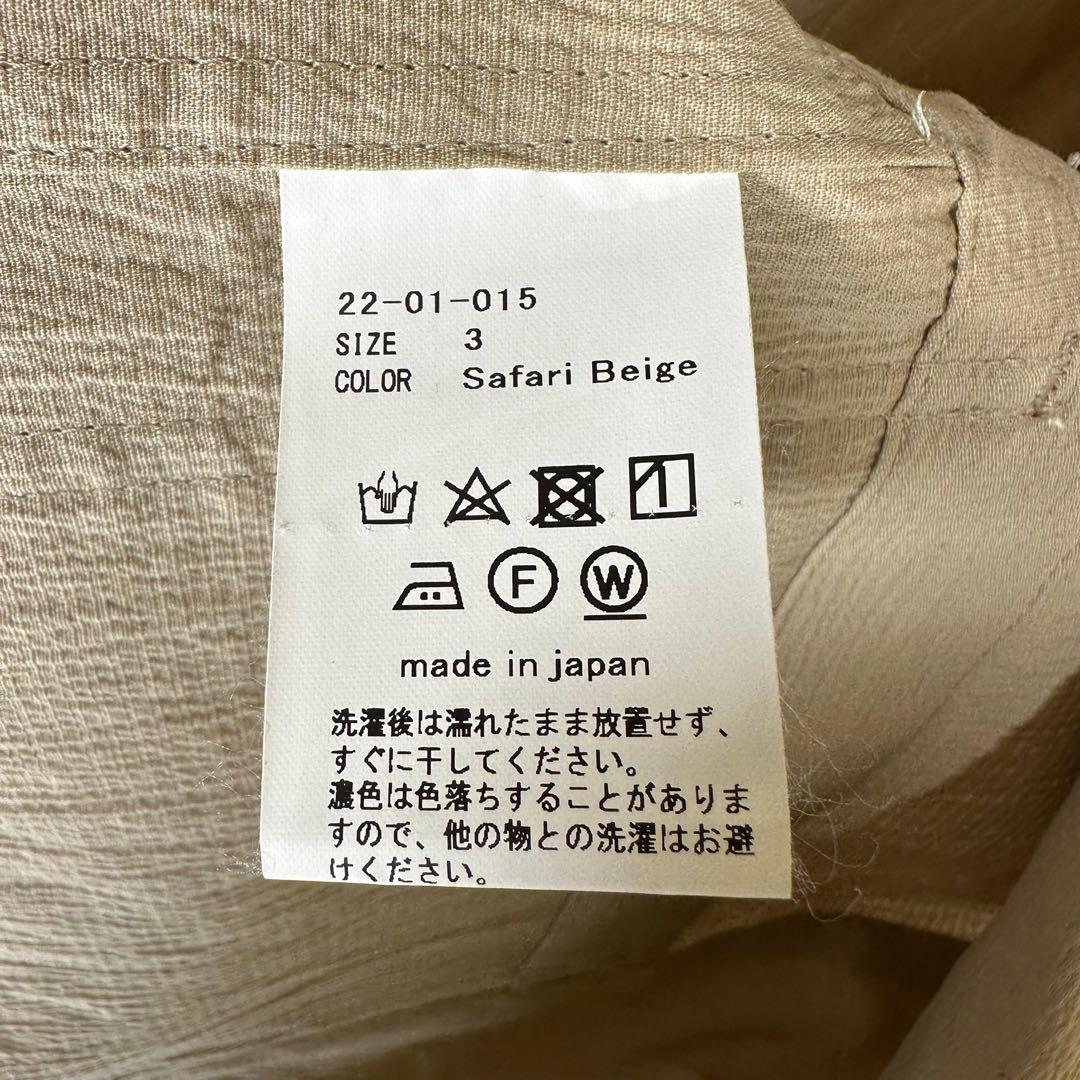 22-01-015
SIZE 3
COLOR Safari Beige
F W
made in japan
洗濯後は濡れたまま放置せず、
すぐに干してください。
濃色は色落ちすることがありま
すので、他の物との洗濯はお避
けください。